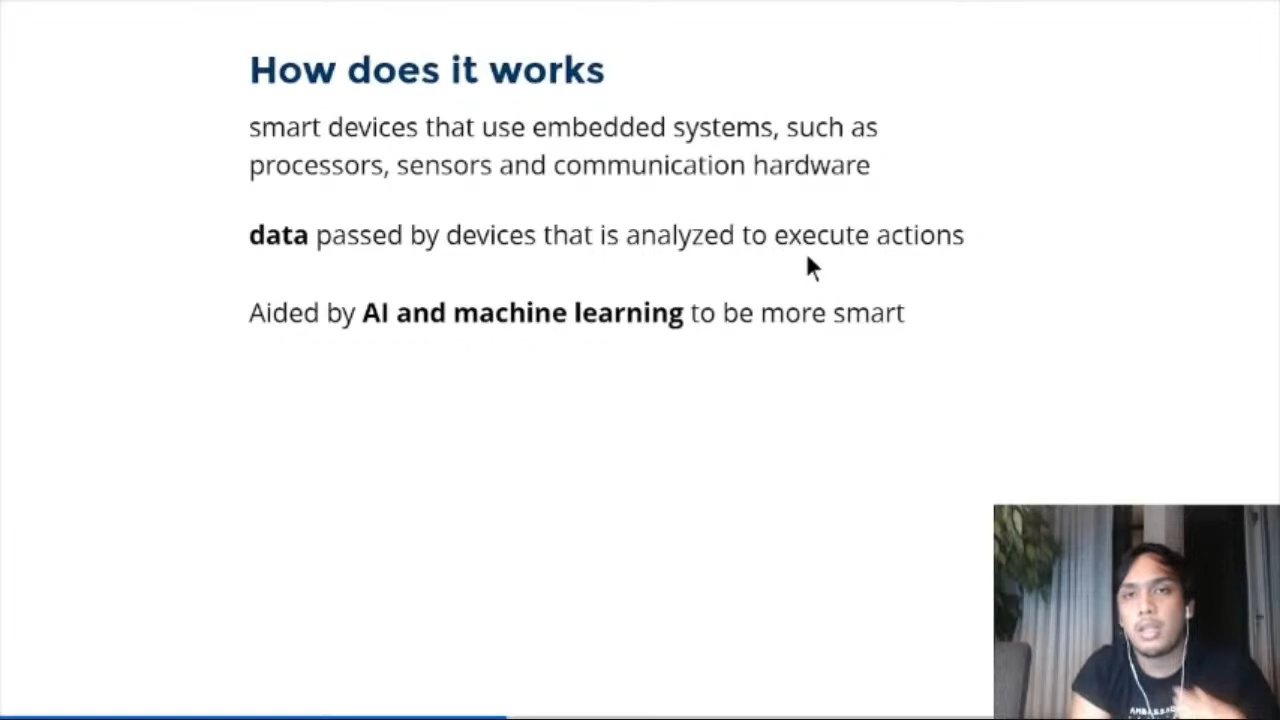 How does it works
smart devices that use embedded systems, such as
processors, sensors and communication hardware
data passed by devices that is analyzed to execute actions
Aided by AI and machine learning to be more smart